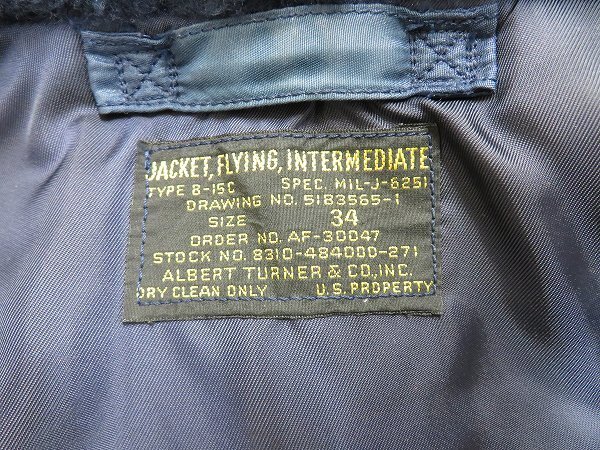 JACKET, FLYING, INTERMEDIATE
TYPE B-15C SPEC. MIL-J-6251
DRAWING NO. 5183565-1
SIZE 34
ORDER NO. AF-30047
STOCK NO. 8310-484000-271
ALBERT TURNER & CO., INC.
DRY CLEAN ONLY U.S. PROPERTY